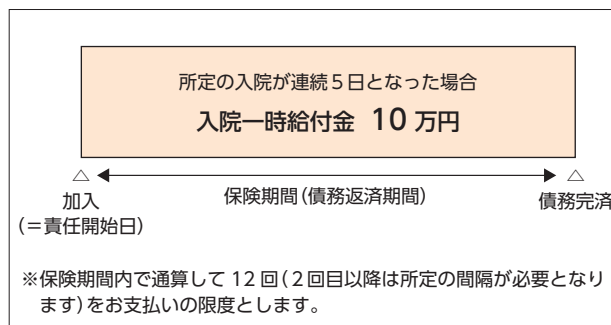 所定の入院が連続5日となった場合
入院一時給付金 10 万円
△ △
加入 保険期間(債務返済期間) 債務完済
(=責任開始日)
※保険期間内で通算して 12 回(2回目以降は所定の間隔が必要となり
ます)をお支払いの限度とします。